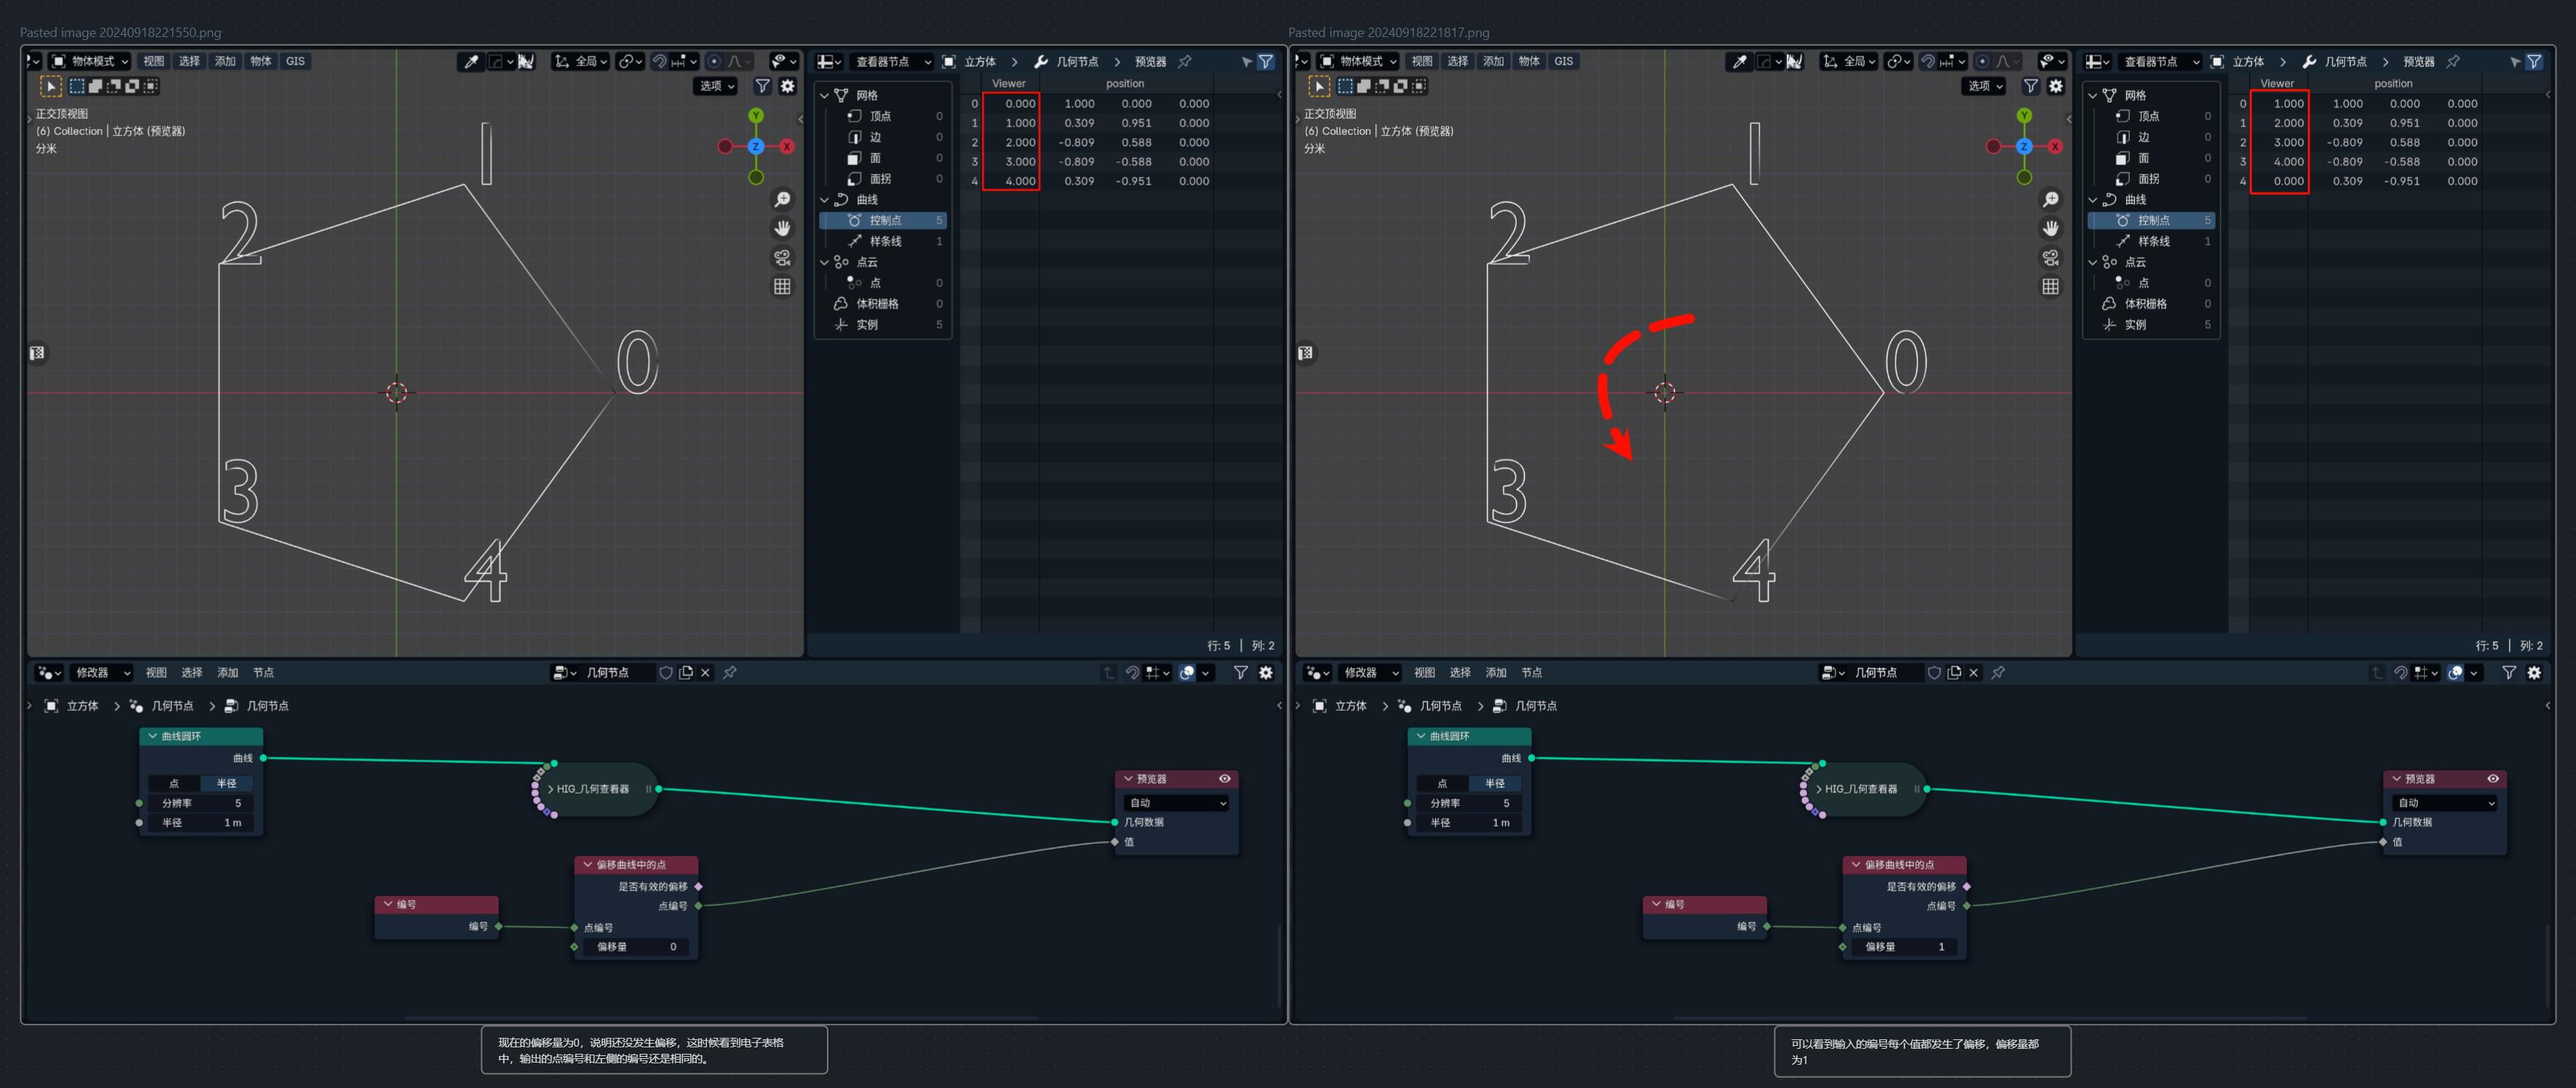 Pasted image 20240918221550.png
物体模式 视图 选择 添加 物体 GIS 全局
选项
正交顶视图
(6) Collection | 立方体 (预览器)
分米
Y
Z X
1
2
0
3
4
查看器节点 立方体 几何节点 预览器
网格
顶点 0
边 0
面 0
面拐 0
曲线
控制点 5
样条线 1
点云
点 0
体积栅格 0
实例 5
Viewer position
0 0.000 1.000 0.000 0.000
1 1.000 0.309 0.951 0.000
2 2.000 -0.809 0.588 0.000
3 3.000 -0.809 -0.588 0.000
4 4.000 0.309 -0.951 0.000
行: 5 | 列: 2
修改器 视图 选择 添加 节点 几何节点
立方体 > 几何节点 > 几何节点
曲线圆环
曲线
点 半径
分辨率 5
半径 1 m
HIG_几何查看器
预览器
自动
几何数据
值
偏移曲线中的点
是否有效的偏移
点编号
点编号
偏移量 0
编号
编号
现在的偏移量为0，说明还没发生偏移，这时候看到电子表格
中，输出的点编号和左侧的编号还是相同的。
Pasted image 20240918221817.png
物体模式 视图 选择 添加 物体 GIS 全局
选项
正交顶视图
(6) Collection | 立方体 (预览器)
分米
Y
Z X
1
2
0
3
4
查看器节点 立方体 几何节点 预览器
网格
顶点 0
边 0
面 0
面拐 0
曲线
控制点 5
样条线 1
点云
点 0
体积栅格 0
实例 5
Viewer position
0 1.000 1.000 0.000 0.000
1 2.000 0.309 0.951 0.000
2 3.000 -0.809 0.588 0.000
3 4.000 -0.809 -0.588 0.000
4 0.000 0.309 -0.951 0.000
行: 5 | 列: 2
修改器 视图 选择 添加 节点 几何节点
立方体 > 几何节点 > 几何节点
曲线圆环
曲线
点 半径
分辨率 5
半径 1 m
HIG_几何查看器
预览器
自动
几何数据
值
偏移曲线中的点
是否有效的偏移
点编号
点编号
偏移量 1
编号
编号
可以看到输入的编号每个值都发生了偏移，偏移量都
为1